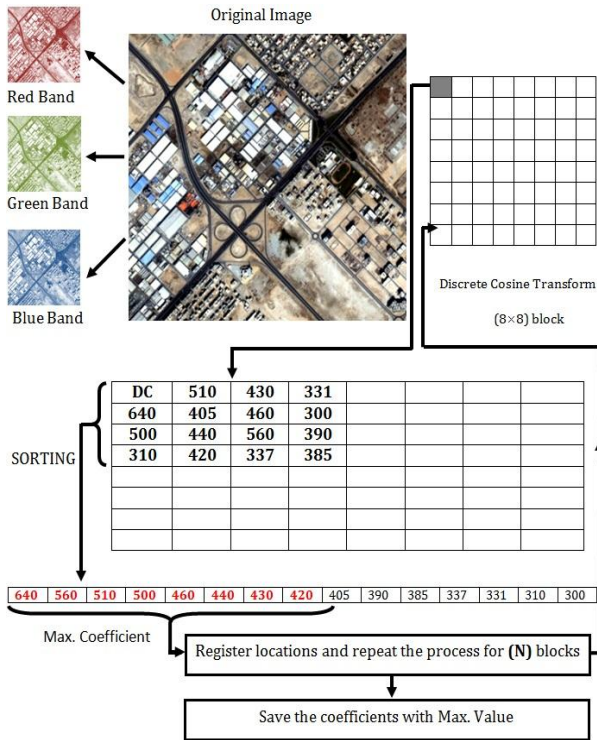 Original Image
Red Band
Green Band
Blue Band
Discrete Cosine Transform
(8×8) block
DC 510 430 331
640 405 460 300
500 440 560 390
310 420 337 385
SORTING
640 560 510 500 460 440 430 420 405 390 385 337 331 310 300
Max. Coefficient
Register locations and repeat the process for (N) blocks
Save the coefficients with Max. Value